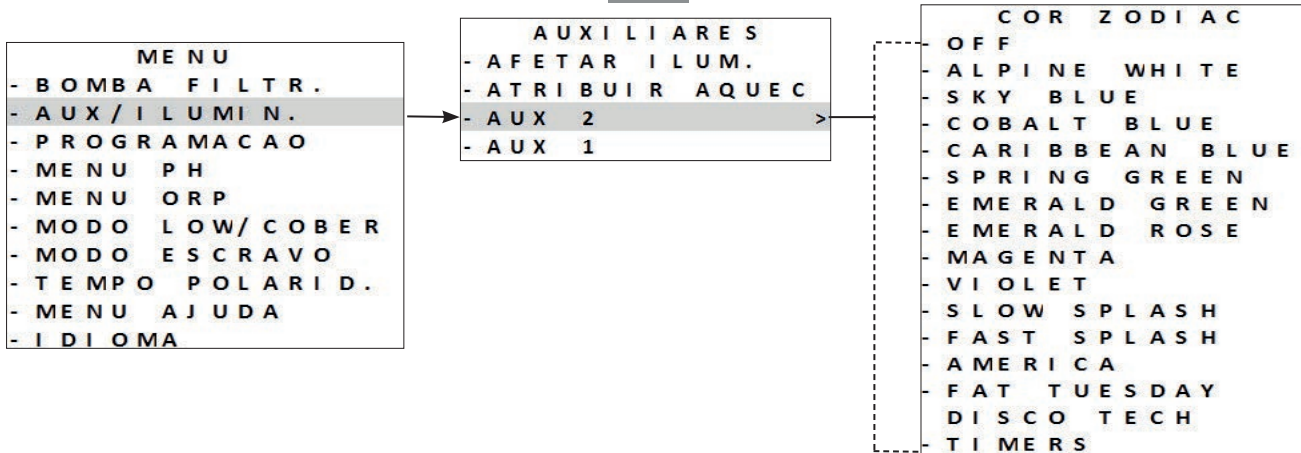 MENU
- BOMBA FILTR.
- AUX/ILUMIN.
- PROGRAMACAO
- MENU PH
- MENU ORP
- MODO LOW/COBER
- MODO ESCRAVO
- TEMPO POLARID.
- MENU AJUDA
- IDIOMA
AUXILIARES
- AFETAR ILUM.
- ATRIBUIR AQUEC
- AUX 2 >
- AUX 1
COR ZODIAC
- OFF
- ALPINE WHITE
- SKY BLUE
- COBALT BLUE
- CARIBBEAN BLUE
- SPRING GREEN
- EMERALD GREEN
- EMERALD ROSE
- MAGENTA
- VIOLET
- SLOW SPLASH
- FAST SPLASH
- AMERICA
- FAT TUESDAY
DISCO TECH
- TIMERS